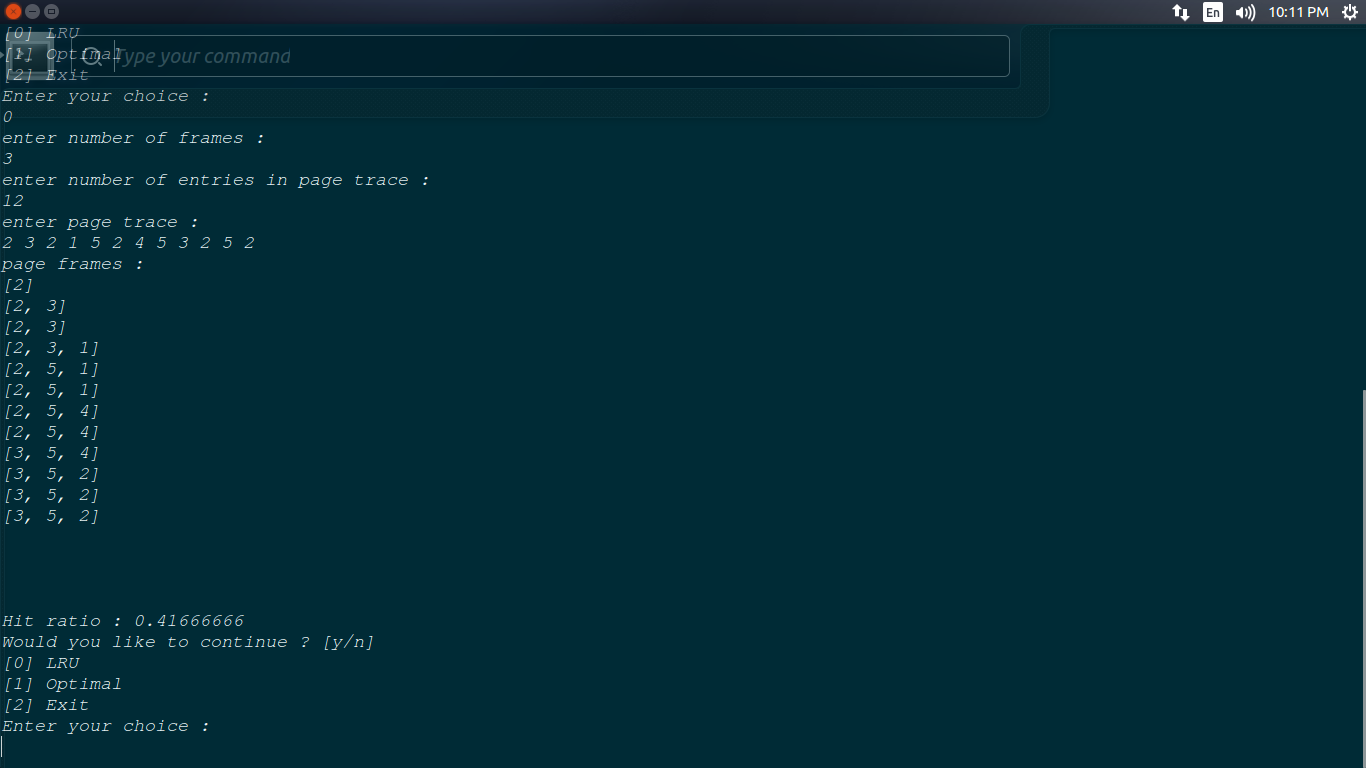 En 10:11 PM
[0] LRU
[1] Optimal
Type your command
[2] Exit
Enter your choice :
0
enter number of frames :
3
enter number of entries in page trace :
12
enter page trace :
2 3 2 1 5 2 4 5 3 2 5 2
page frames :
[2]
[2, 3]
[2, 3]
[2, 3, 1]
[2, 5, 1]
[2, 5, 1]
[2, 5, 4]
[2, 5, 4]
[3, 5, 4]
[3, 5, 2]
[3, 5, 2]
[3, 5, 2]
Hit ratio : 0.41666666
Would you like to continue ? [y/n]
[0] LRU
[1] Optimal
[2] Exit
Enter your choice :